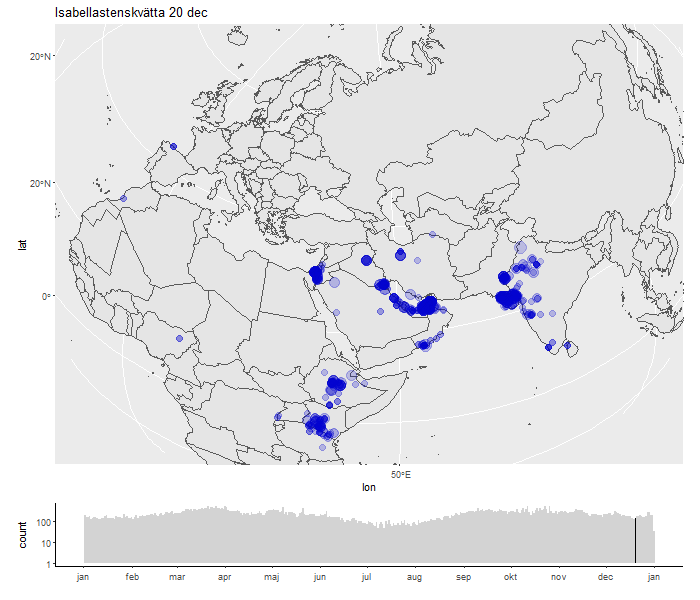 Isabellastenskvätta 20 dec
20°N
20°N
lat
0°
50°E
lon
count
100
10
1
jan feb mar apr maj jun jul aug sep okt nov dec jan